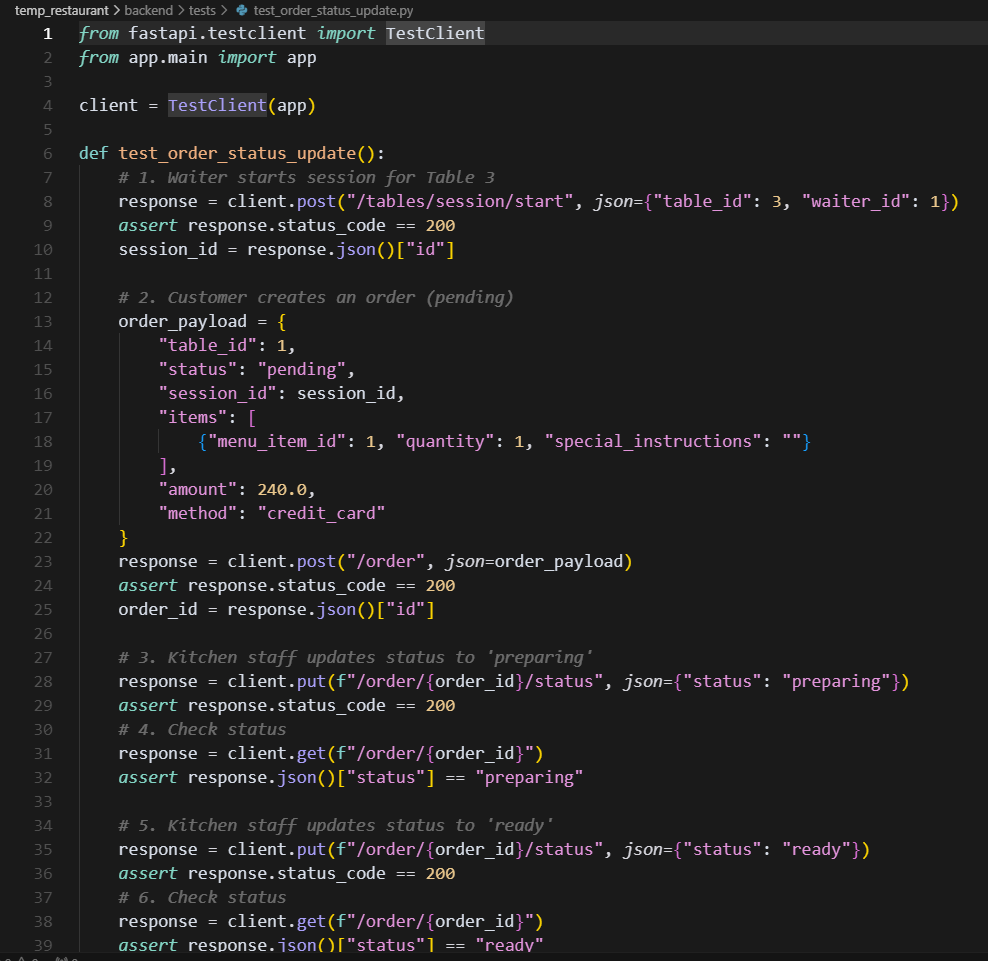 temp_restaurant > backend > tests > test_order_status_update.py
1 from fastapi.testclient import TestClient
2 from app.main import app
3
4 client = TestClient(app)
5
6 def test_order_status_update():
7     # 1. Waiter starts session for Table 3
8     response = client.post("/tables/session/start", json={"table_id": 3, "waiter_id": 1})
9     assert response.status_code == 200
10     session_id = response.json()["id"]
11
12     # 2. Customer creates an order (pending)
13     order_payload = {
14         "table_id": 1,
15         "status": "pending",
16         "session_id": session_id,
17         "items": [
18             {"menu_item_id": 1, "quantity": 1, "special_instructions": ""}
19         ],
20         "amount": 240.0,
21         "method": "credit_card"
22     }
23     response = client.post("/order", json=order_payload)
24     assert response.status_code == 200
25     order_id = response.json()["id"]
26
27     # 3. Kitchen staff updates status to 'preparing'
28     response = client.put(f"/order/{order_id}/status", json={"status": "preparing"})
29     assert response.status_code == 200
30     # 4. Check status
31     response = client.get(f"/order/{order_id}")
32     assert response.json()["status"] == "preparing"
33
34     # 5. Kitchen staff updates status to 'ready'
35     response = client.put(f"/order/{order_id}/status", json={"status": "ready"})
36     assert response.status_code == 200
37     # 6. Check status
38     response = client.get(f"/order/{order_id}")
39     assert response.json()["status"] == "ready"